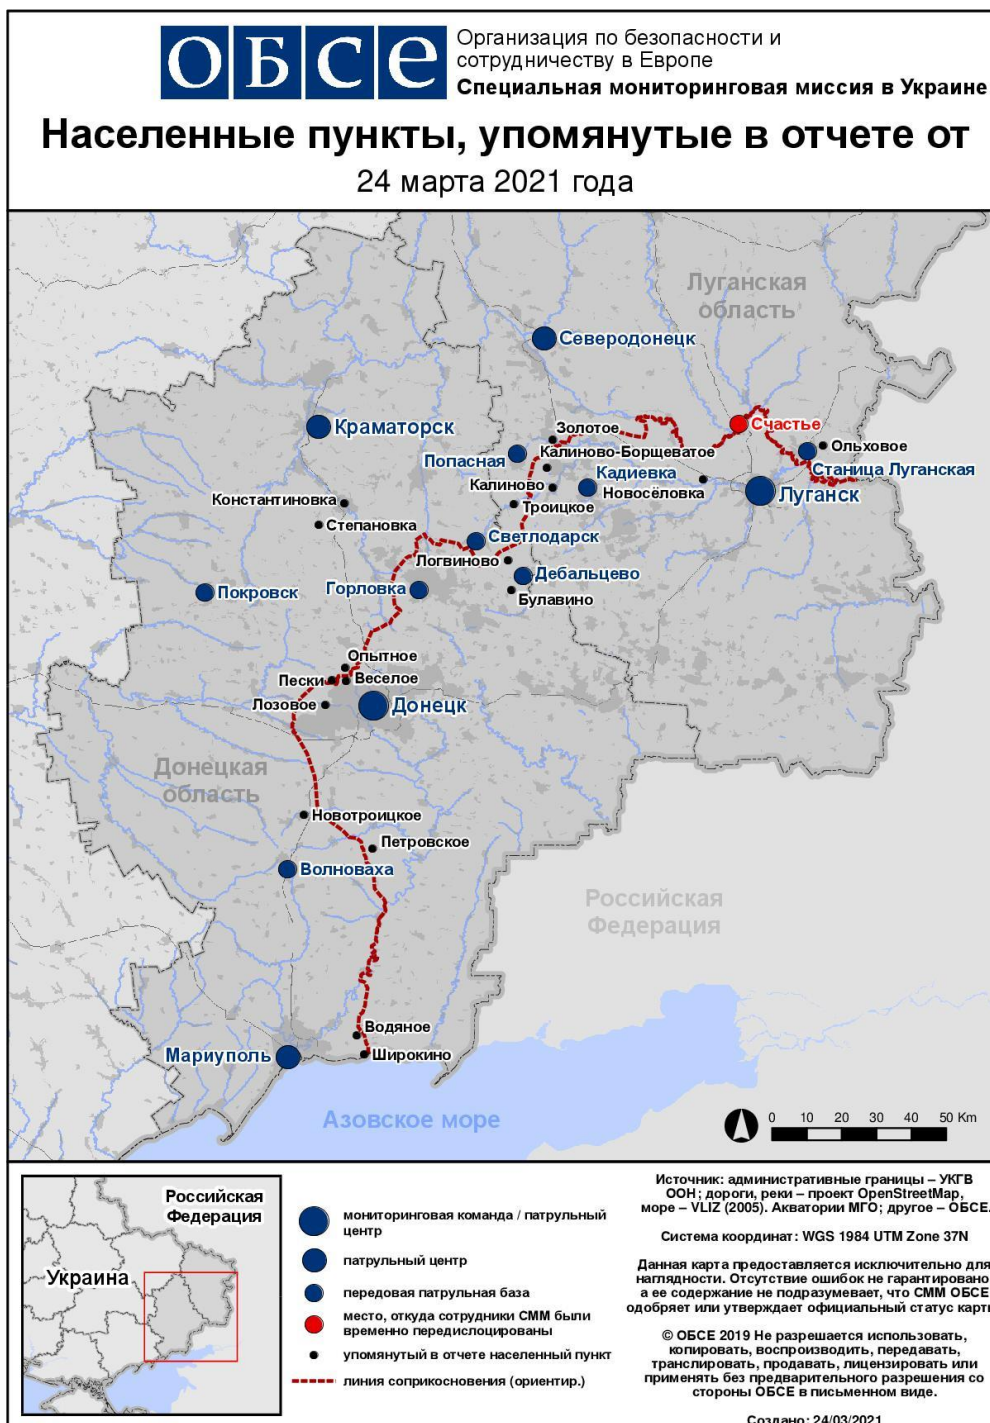 ОБСЕ
Организация по безопасности и
сотрудничеству в Европе
Специальная мониторинговая миссия в Украине
Населенные пункты, упомянутые в отчете от
24 марта 2021 года
Луганская
область
Северодонецк
Краматорск
Золотое
Счастье
Ольховое
Калиново-Борщеватое
Попасная
Кадиевка
Станица Луганская
Калиново
Новосёловка
Луганск
Константиновка
Троицкое
Степановка
Светлодарск
Логвиново
Дебальцево
Покровск
Горловка
Булавино
Опытное
Пески
Веселое
Лозовое
Донецк
Донецкая
область
Новотроицкое
Петровское
Волноваха
Российская
Федерация
Водяное
Мариуполь
Широкино
Азовское море
0 10 20 30 40 50 Km
Российская
Федерация
Украина
мониторинговая команда / патрульный
центр
патрульный центр
передовая патрульная база
место, откуда сотрудники СММ были
временно передислоцированы
упомянутый в отчете населенный пункт
линия соприкосновения (ориентир.)
Источник: административные границы – УКГВ
ООН; дороги, реки – проект OpenStreetMap,
море – VLIZ (2005). Акватории МГО; другое – ОБСЕ.
Система координат: WGS 1984 UTM Zone 37N
Данная карта предоставляется исключительно для
наглядности. Отсутствие ошибок не гарантировано
а ее содержание не подразумевает, что СММ ОБСЕ
одобряет или утверждает официальный статус карты
© ОБСЕ 2019 Не разрешается использовать,
копировать, воспроизводить, передавать,
транслировать, продавать, лицензировать или
применять без предварительного разрешения со
стороны ОБСЕ в письменном виде.
Создано: 24/03/2021